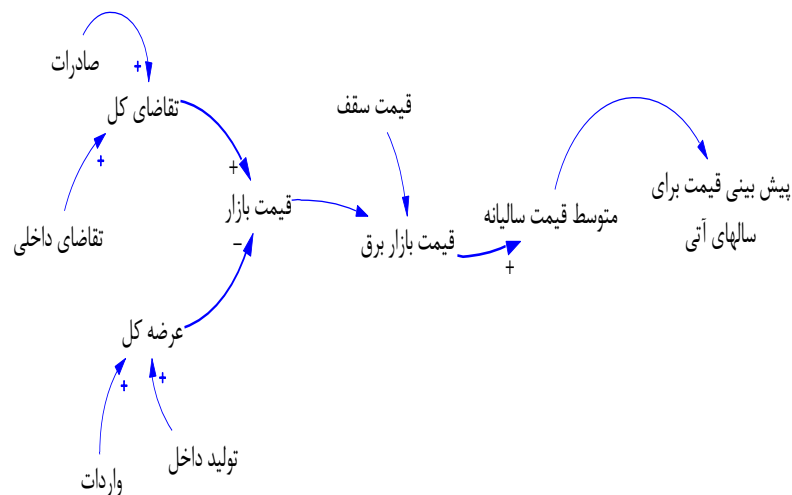 صادرات
+
تقاضای کل
+
تقاضای داخلی
+
قیمت بازار
−
عرضه کل
+
+
واردات
تولید داخل
قیمت سقف
قیمت بازار برق
+
متوسط قیمت سالیانه
پیش بینی قیمت برای
سالهای آتی